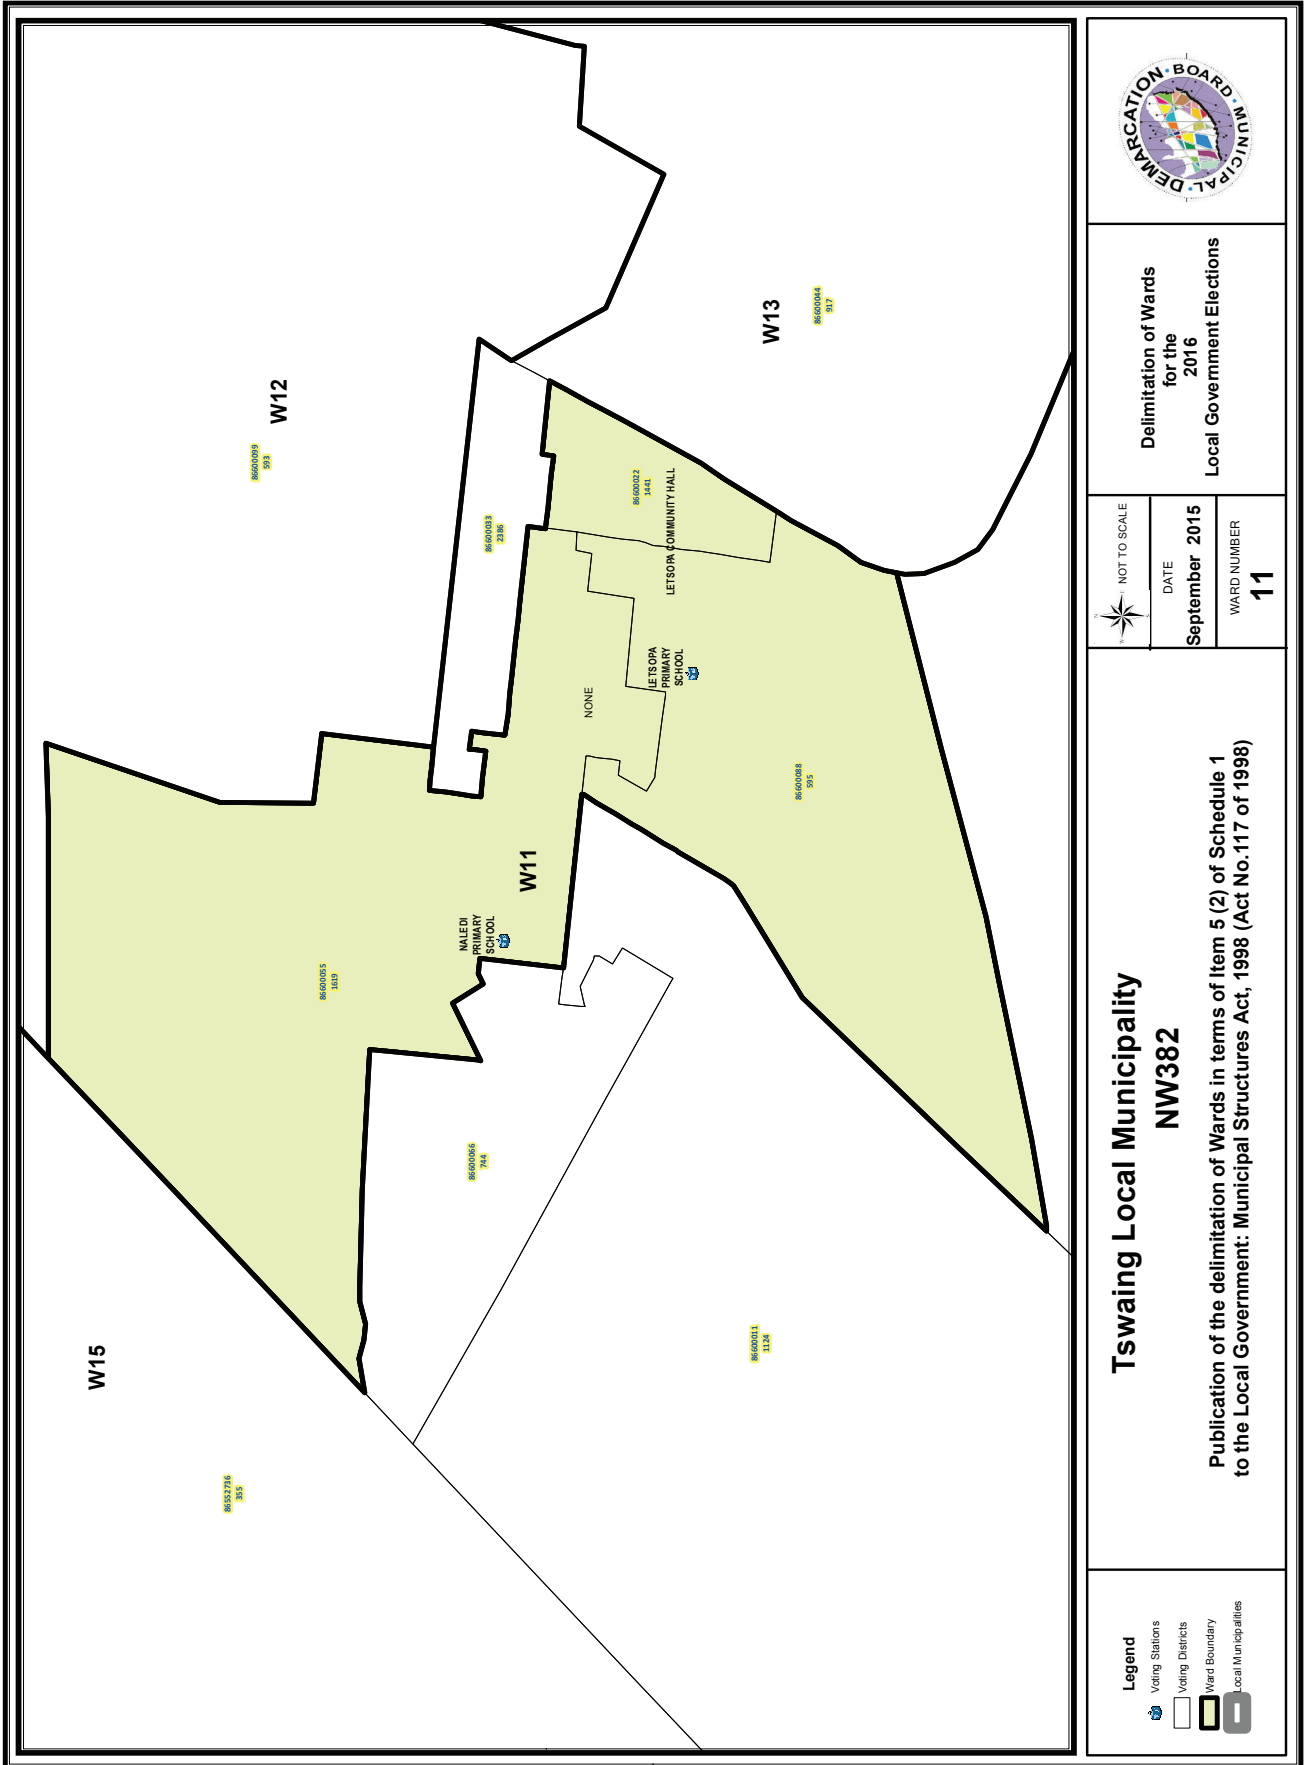 W15
86552736
355
86600055
1619
W12
86600099
593
86600033
2386
NALEDI
PRIMARY
SCHOOL
W11
86600066
744
NONE
86600022
1441
LETSOPA COMMUNITY HALL
LETSOPA
PRIMARY
SCHOOL
W13
86600044
917
86600088
595
86600011
1124
Legend
Voting Stations
Voting Districts
Ward Boundary
Local Municipalities
Tswaing Local Municipality
NW382
Publication of the delimitation of Wards in terms of Item 5 (2) of Schedule 1
to the Local Government: Municipal Structures Act, 1998 (Act No.117 of 1998)
N
W
E
S
NOT TO SCALE
DATE
September 2015
WARD NUMBER
11
Delimitation of Wards
for the
2016
Local Government Elections
MUNICIPAL · DEMARCATION · BOARD ·